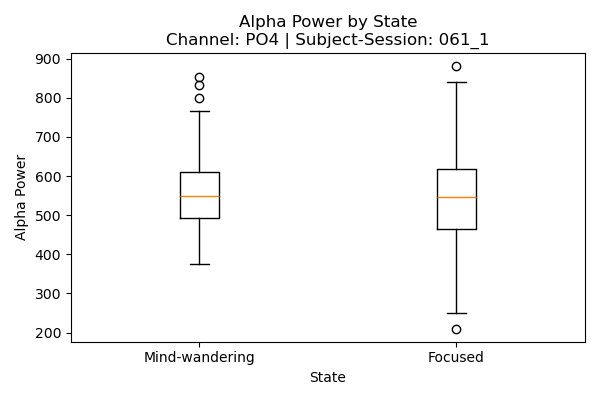 Alpha Power by State
Channel: PO4 | Subject-Session: 061_1
900
800
700
600
500
400
300
200
Alpha Power
Mind-wandering
Focused
State